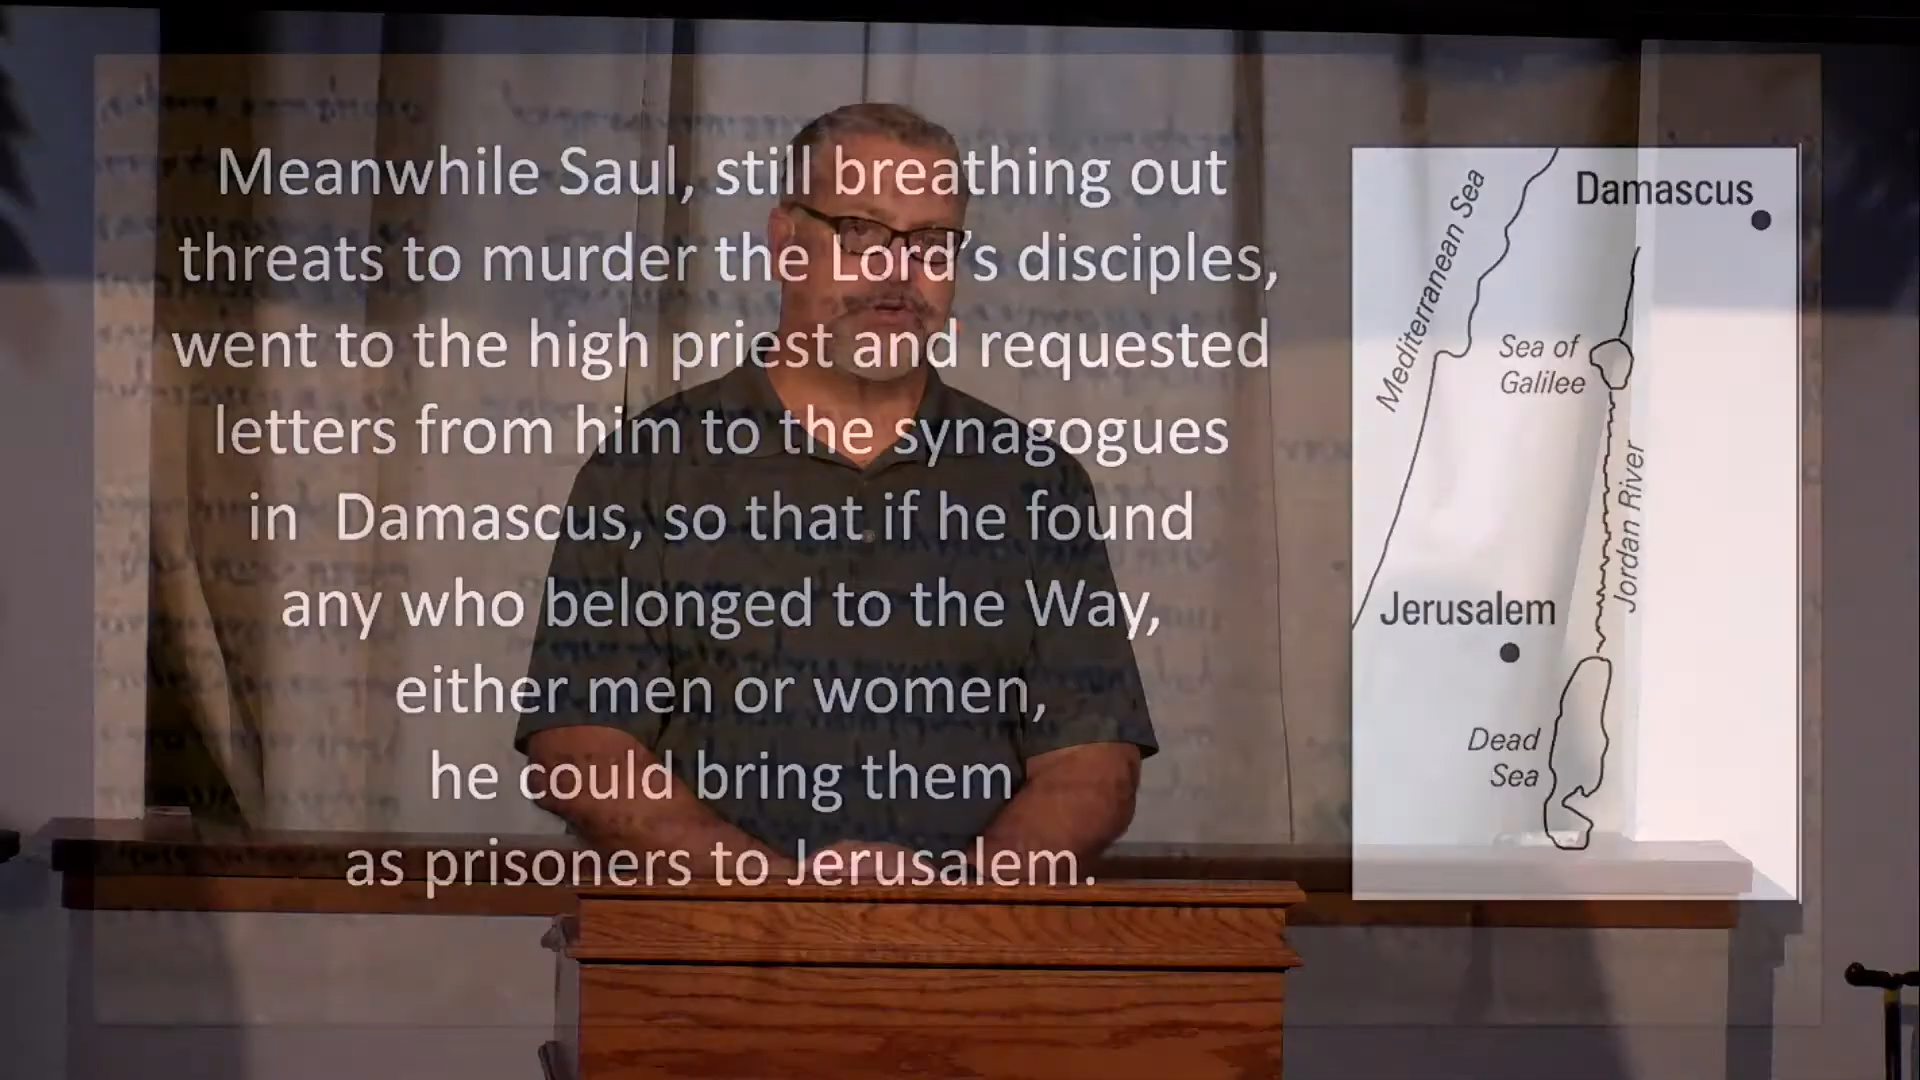 Meanwhile Saul, still breathing out
threats to murder the Lord's disciples,
went to the high priest and requested
letters from him to the synagogues
in Damascus, so that if he found
any who belonged to the Way,
either men or women,
he could bring them
as prisoners to Jerusalem.
Damascus
Mediterranean Sea
Sea of
Galilee
Jordan River
Jerusalem
Dead
Sea